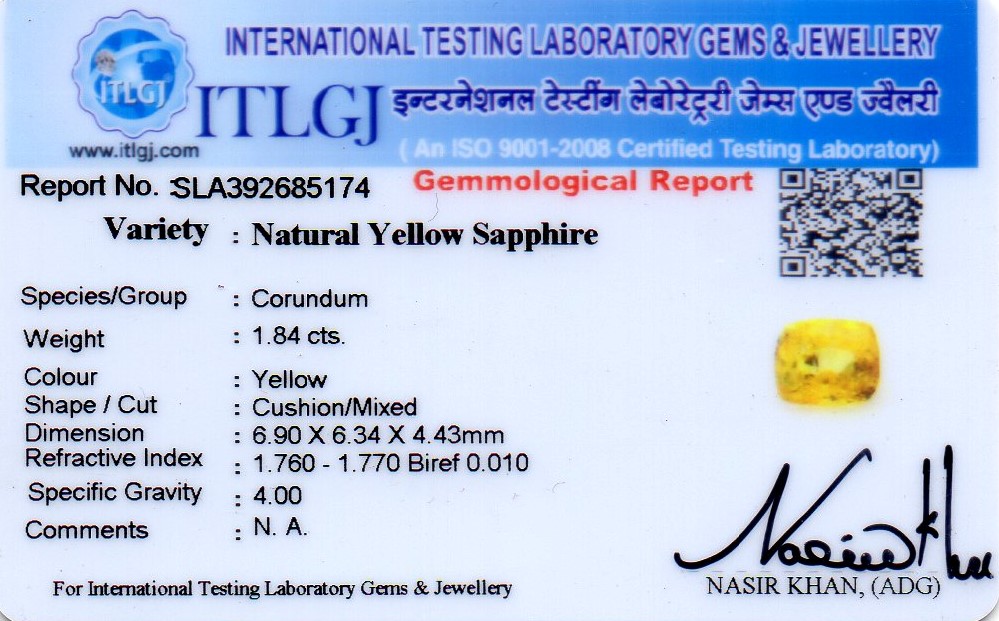 INTERNATIONAL TESTING LABORATORY GEMS & JEWELLERY
ITLGJ
ITLGJ इन्टरनेशनल टेस्टींग लेबोरेट्ररी जेम्स एण्ड ज्वैलरी
www.itlgj.com
( An ISO 9001-2008 Certified Testing Laboratory)
Report No. :SLA392685174
Gemmological Report
Variety : Natural Yellow Sapphire
Species/Group : Corundum
Weight : 1.84 cts.
Colour : Yellow
Shape / Cut : Cushion/Mixed
Dimension : 6.90 X 6.34 X 4.43mm
Refractive Index : 1.760 - 1.770 Biref 0.010
Specific Gravity : 4.00
Comments : N. A.
For International Testing Laboratory Gems & Jewellery
NASIR KHAN, (ADG)